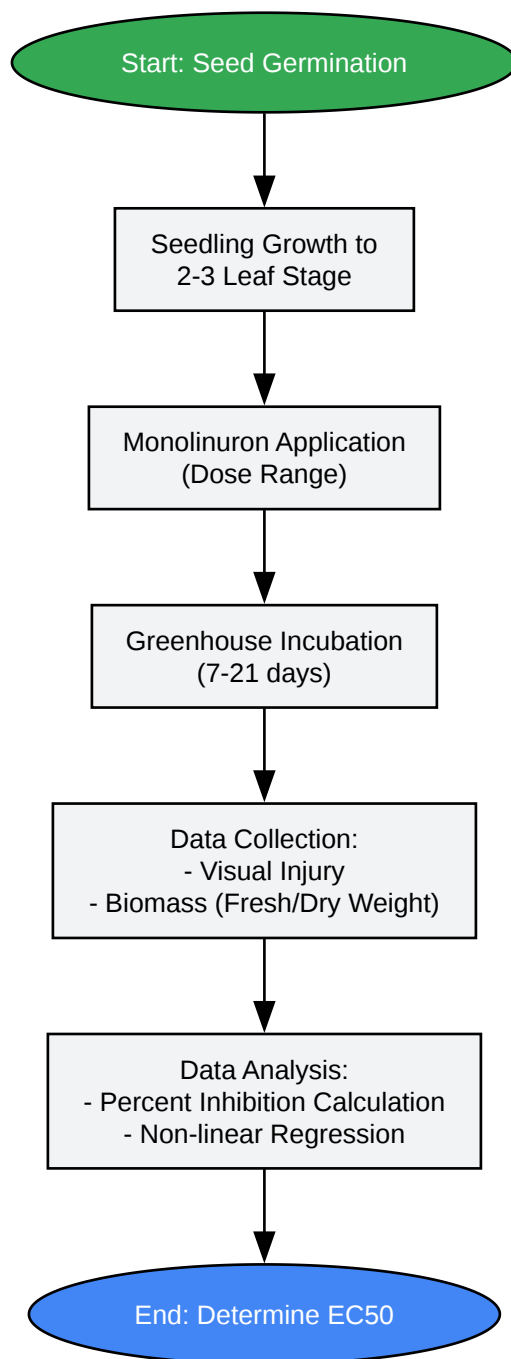 Start: Seed Germination
Seedling Growth to
2-3 Leaf Stage
Monolinuron Application
(Dose Range)
Greenhouse Incubation
(7-21 days)
Data Collection:
- Visual Injury
- Biomass (Fresh/Dry Weight)
Data Analysis:
- Percent Inhibition Calculation
- Non-linear Regression
End: Determine EC50